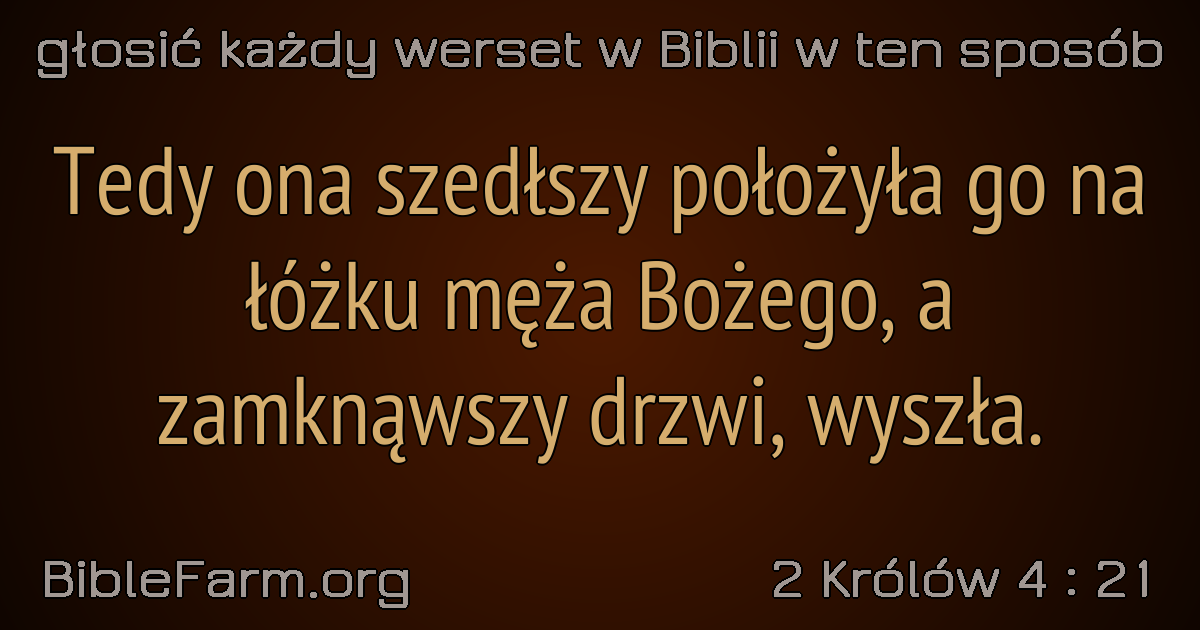 głosić każdy werset w Biblii w ten sposób
Tedy ona szedłszy położyła go na
łóżku męża Bożego, a
zamknąwszy drzwi, wyszła.
BibleFarm.org
2 Królów 4 : 21